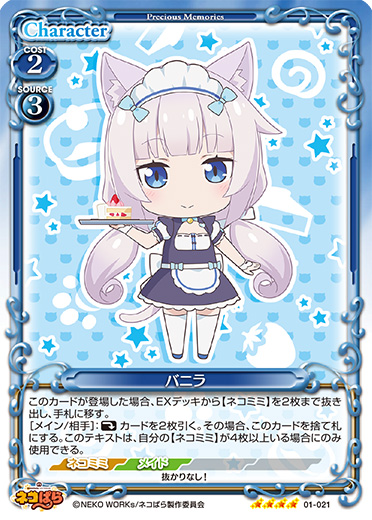 Precious Memories
Character
COST
2
SOURCE
3
バニラ
このカードが登場した場合、EXデッキから【ネコミミ】を2枚まで抜き出し、手札に移す。
[メイン/相手]: カードを2枚引く。その場合、このカードを捨て札にする。このテキストは、自分の【ネコミミ】が4枚以上いる場合にのみ使用できる。
ネコミミ メイド
抜かりなし!
ネコぱら
©NEKO WORKs/ネコぱら製作委員会
01-021